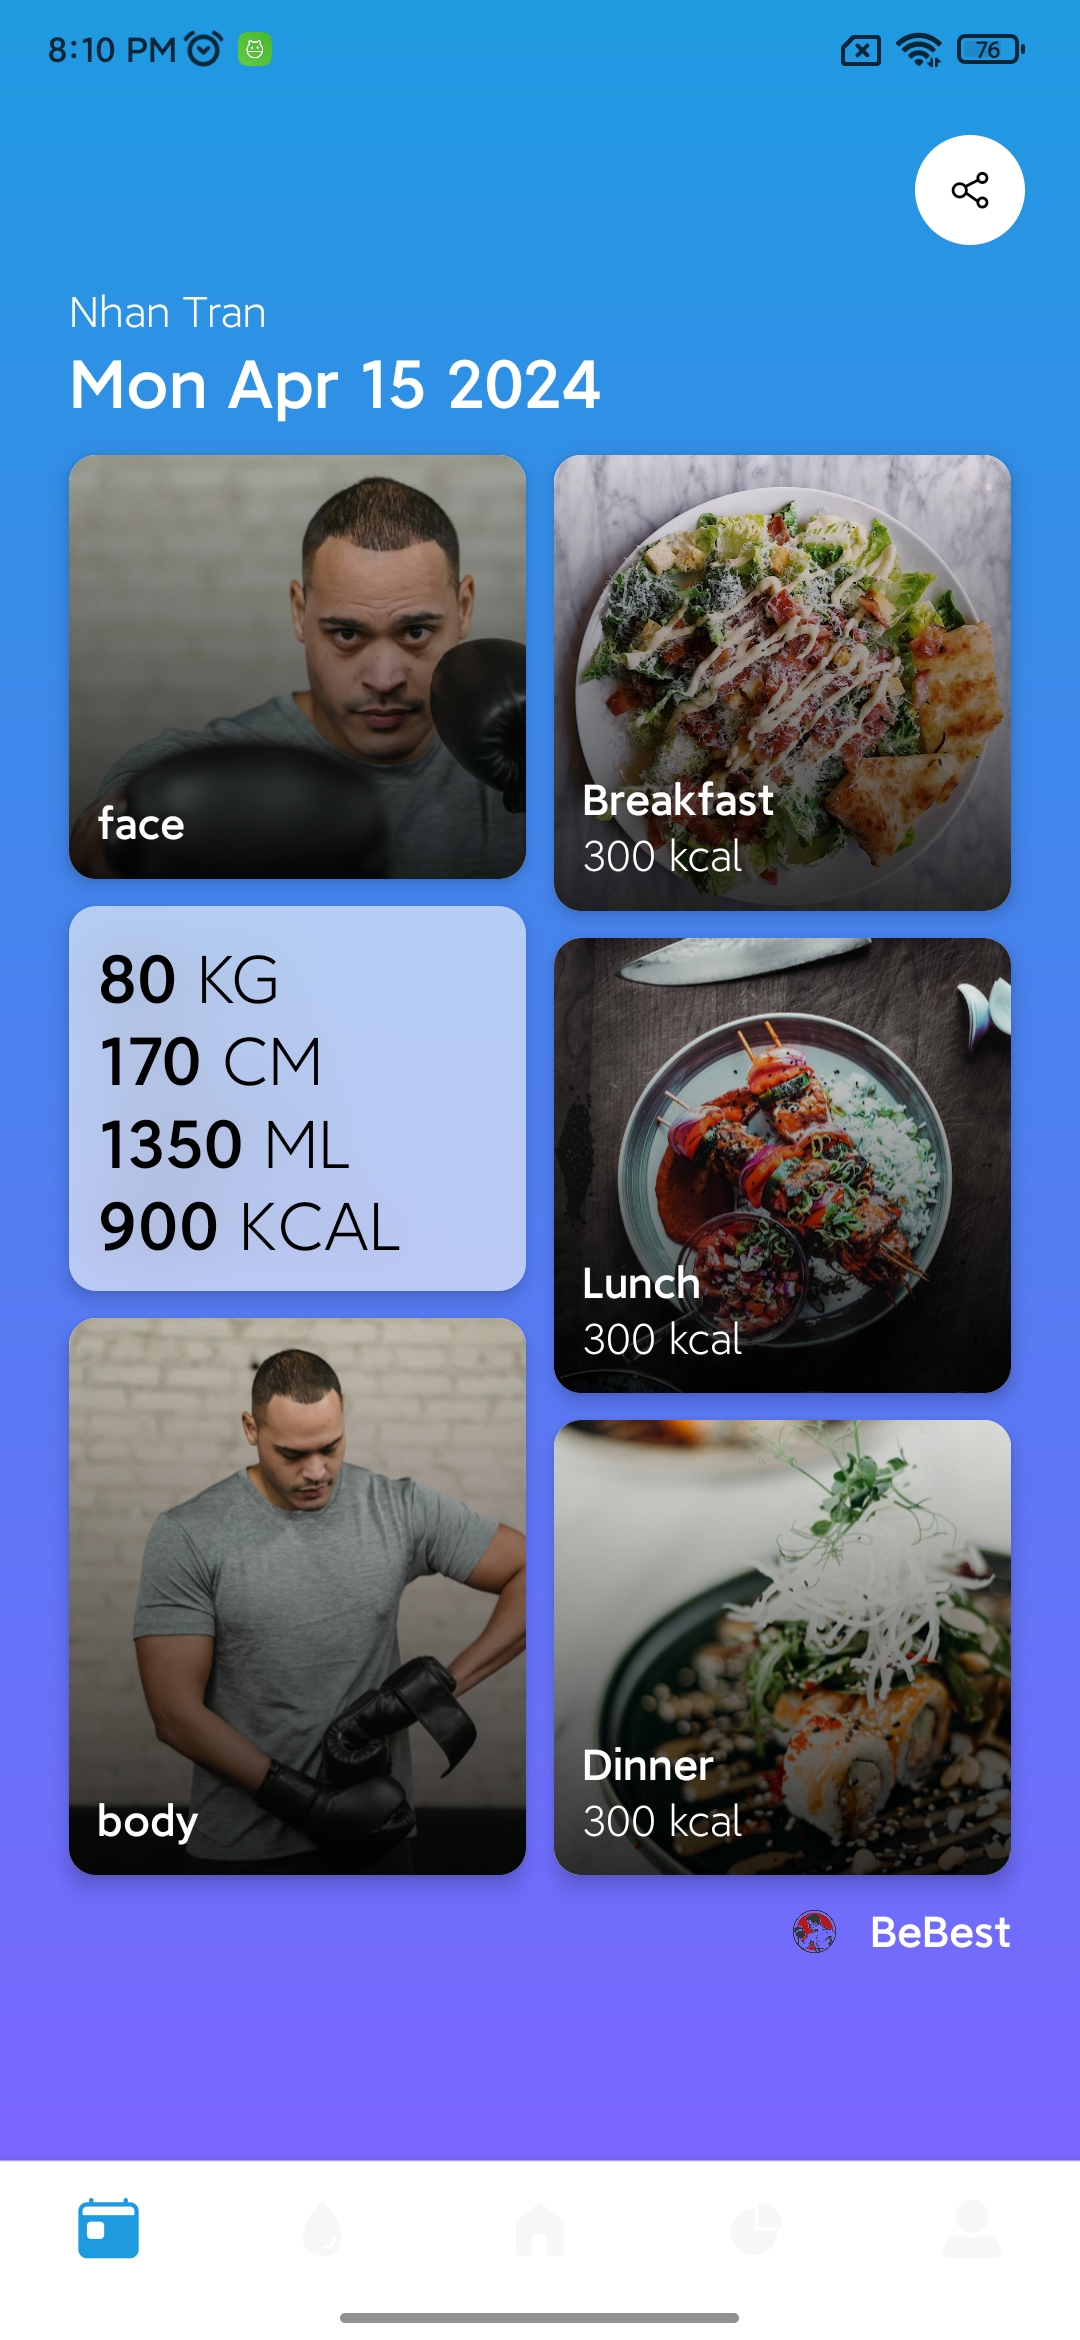 8:10 PM
76
Nhan Tran
Mon Apr 15 2024
face
80 KG
170 CM
1350 ML
900 KCAL
body
Breakfast
300 kcal
Lunch
300 kcal
Dinner
300 kcal
BeBest